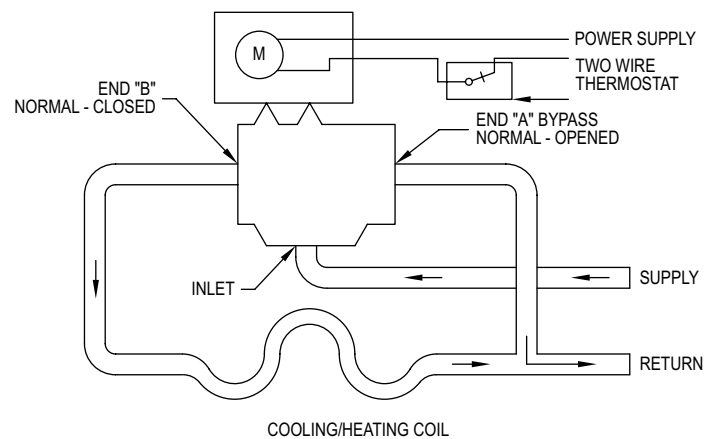 M
POWER SUPPLY
TWO WIRE
THERMOSTAT
END "B"
NORMAL - CLOSED
END "A" BYPASS
NORMAL - OPENED
INLET
SUPPLY
RETURN
COOLING/HEATING COIL